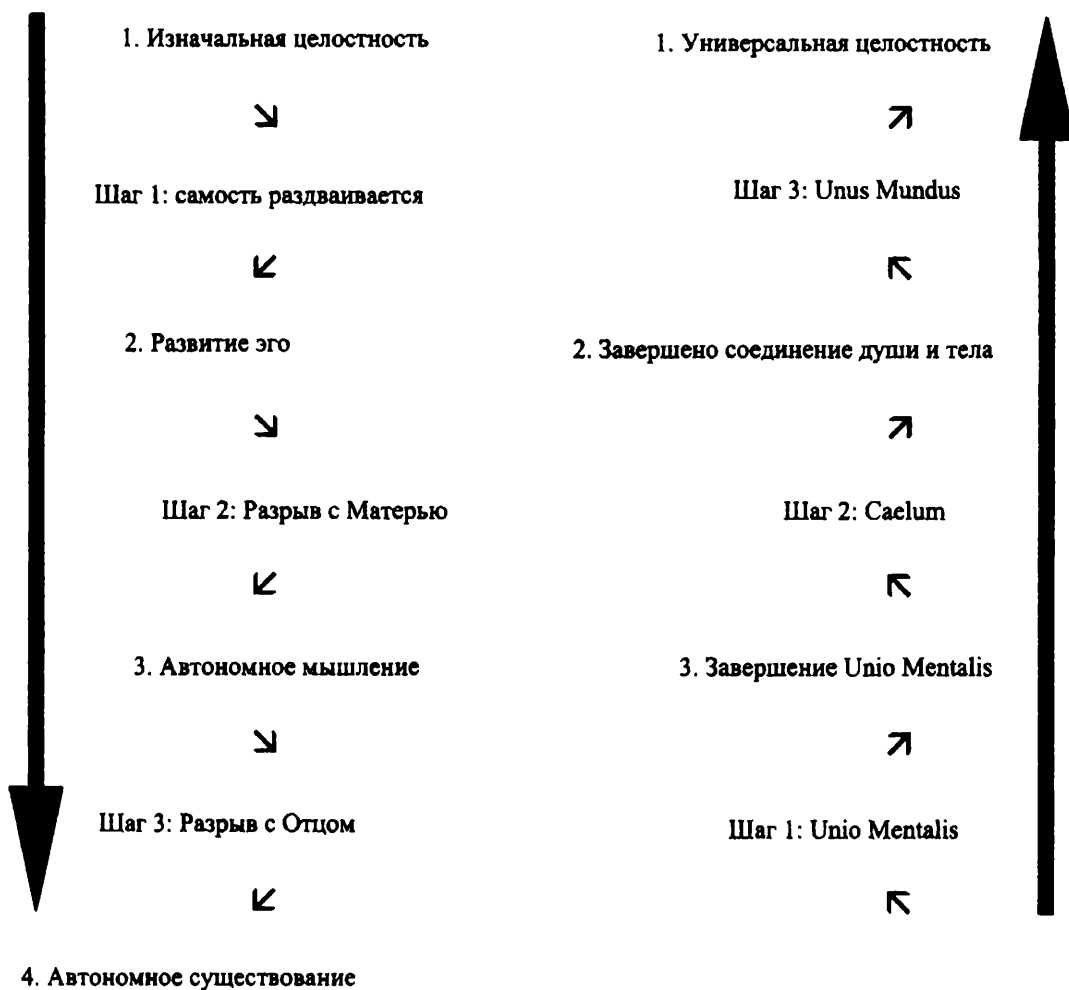 1. Изначальная целостность
Шаг 1: самость раздваивается
2. Развитие эго
Шаг 2: Разрыв с Матерью
3. Автономное мышление
Шаг 3: Разрыв с Отцом
4. Автономное существование
1. Универсальная целостность
Шаг 3: Unus Mundus
2. Завершено соединение души и тела
Шаг 2: Caelum
3. Завершение Unio Mentalis
Шаг 1: Unio Mentalis